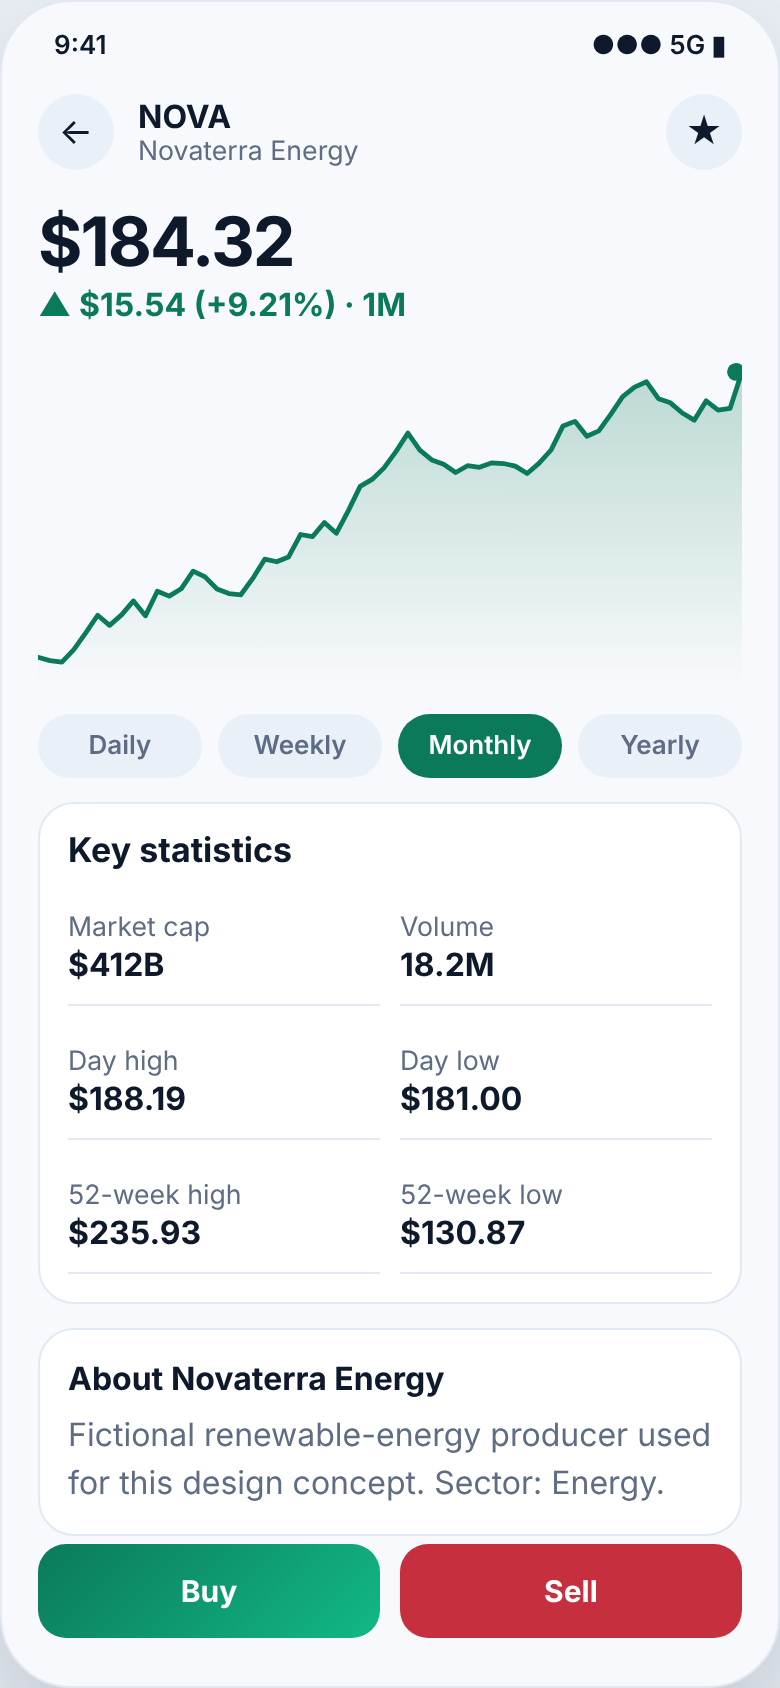 9:41
●●● 5G ▮
←
NOVA
★
Novaterra Energy
$184.32
▲ $15.54 (+9.21%) · 1M
Daily
Weekly
Monthly
Yearly
Key statistics
Market cap
Volume
$412B
18.2M
Day high
Day low
$188.19
$181.00
52-week high
52-week low
$235.93
$130.87
About Novaterra Energy
Fictional renewable-energy producer used
for this design concept. Sector: Energy.
Buy
Sell